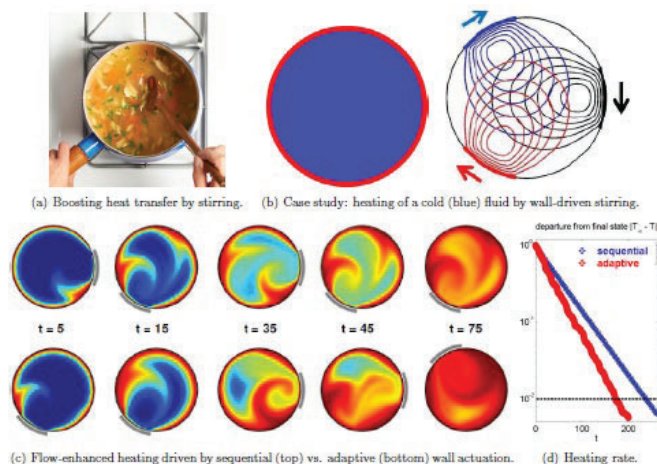 (a) Boosting heat transfer by stirring.
(b) Case study: heating of a cold (blue) fluid by wall-driven stirring.
departure from final state |T∞ - T|
sequential
adaptive
10⁰
10⁻¹
10⁻²
0 100 200
t
t = 5
t = 15
t = 35
t = 45
t = 75
(c) Flow-enhanced heating driven by sequential (top) vs. adaptive (bottom) wall actuation.
(d) Heating rate.